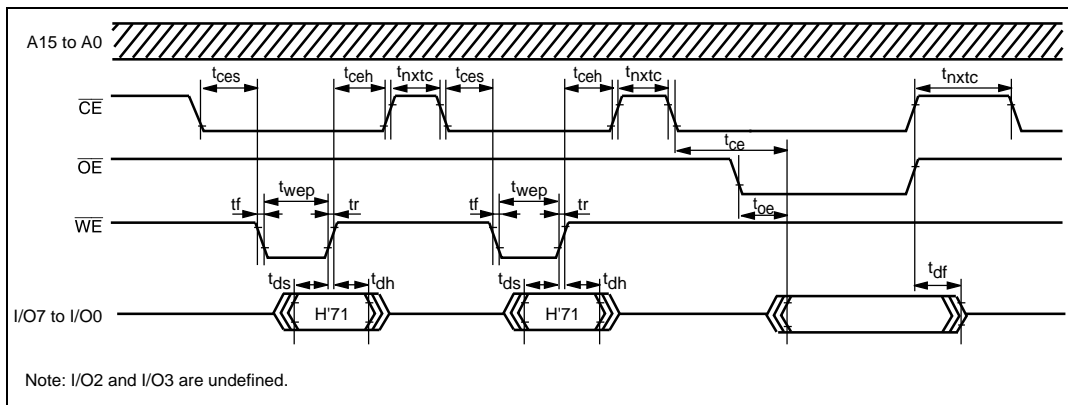 A15 to A0
tces tceh tnxtc tces tceh tnxtc tnxtc
CE
tce
OE
twep twep toe
tf tr tf tr
WE
tds tdh tds tdh tdf
I/O7 to I/O0 H'71 H'71
Note: I/O2 and I/O3 are undefined.